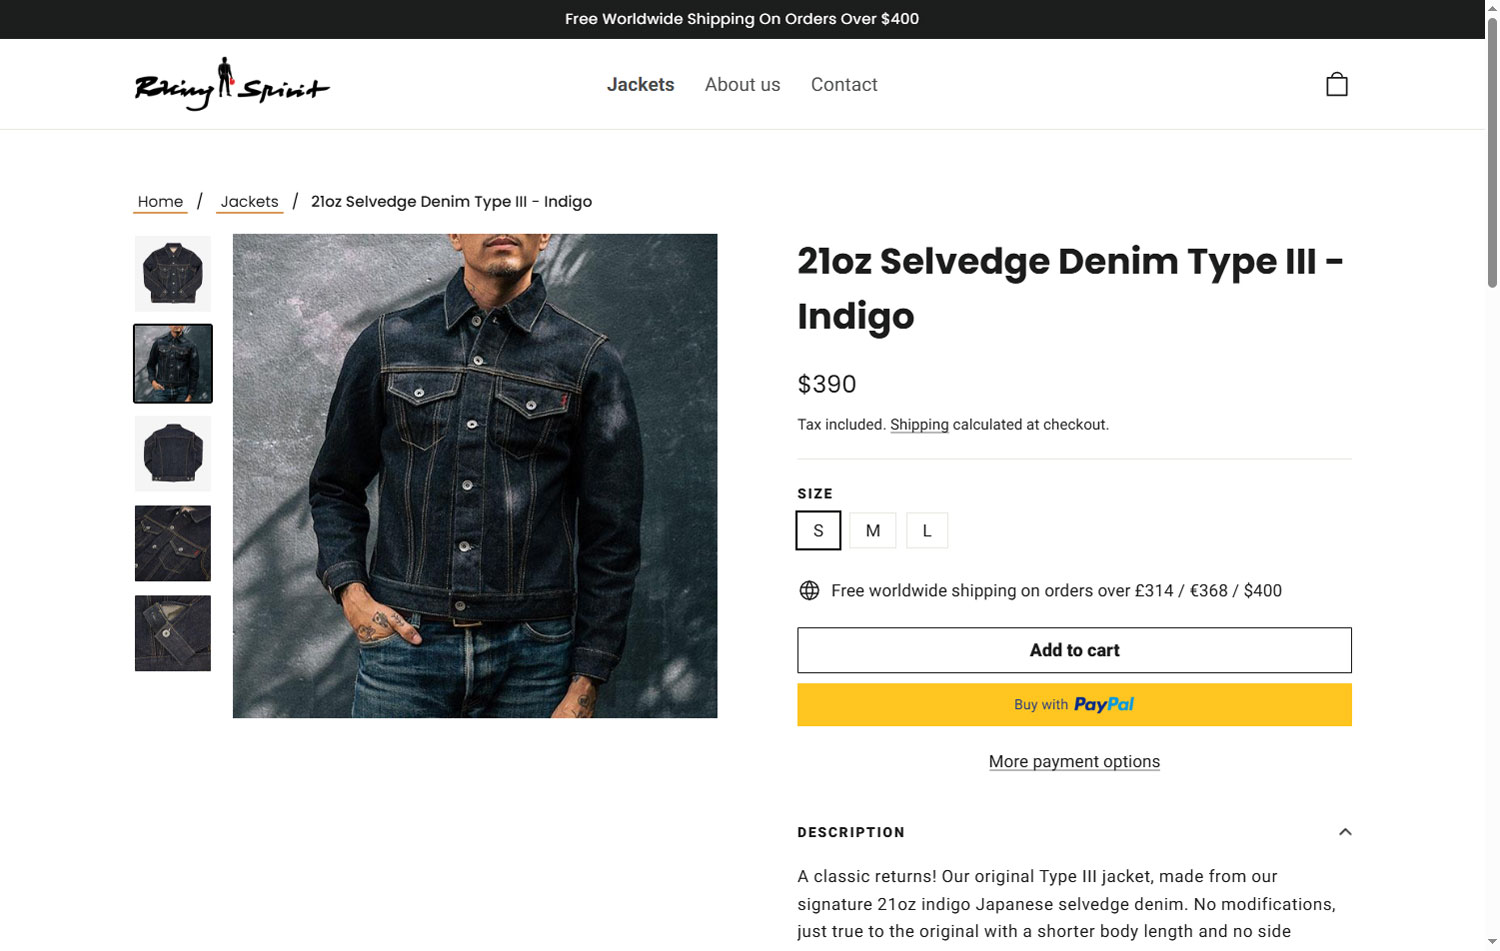 Free Worldwide Shipping On Orders Over $400
Rainy Spirit
Jackets About us Contact
Home / Jackets / 21oz Selvedge Denim Type III - Indigo
21oz Selvedge Denim Type III -
Indigo
$390
Tax included. Shipping calculated at checkout.
SIZE
S M L
Free worldwide shipping on orders over £314 / €368 / $400
Add to cart
Buy with PayPal
More payment options
DESCRIPTION
A classic returns! Our original Type III jacket, made from our
signature 21oz indigo Japanese selvedge denim. No modifications,
just true to the original with a shorter body length and no side